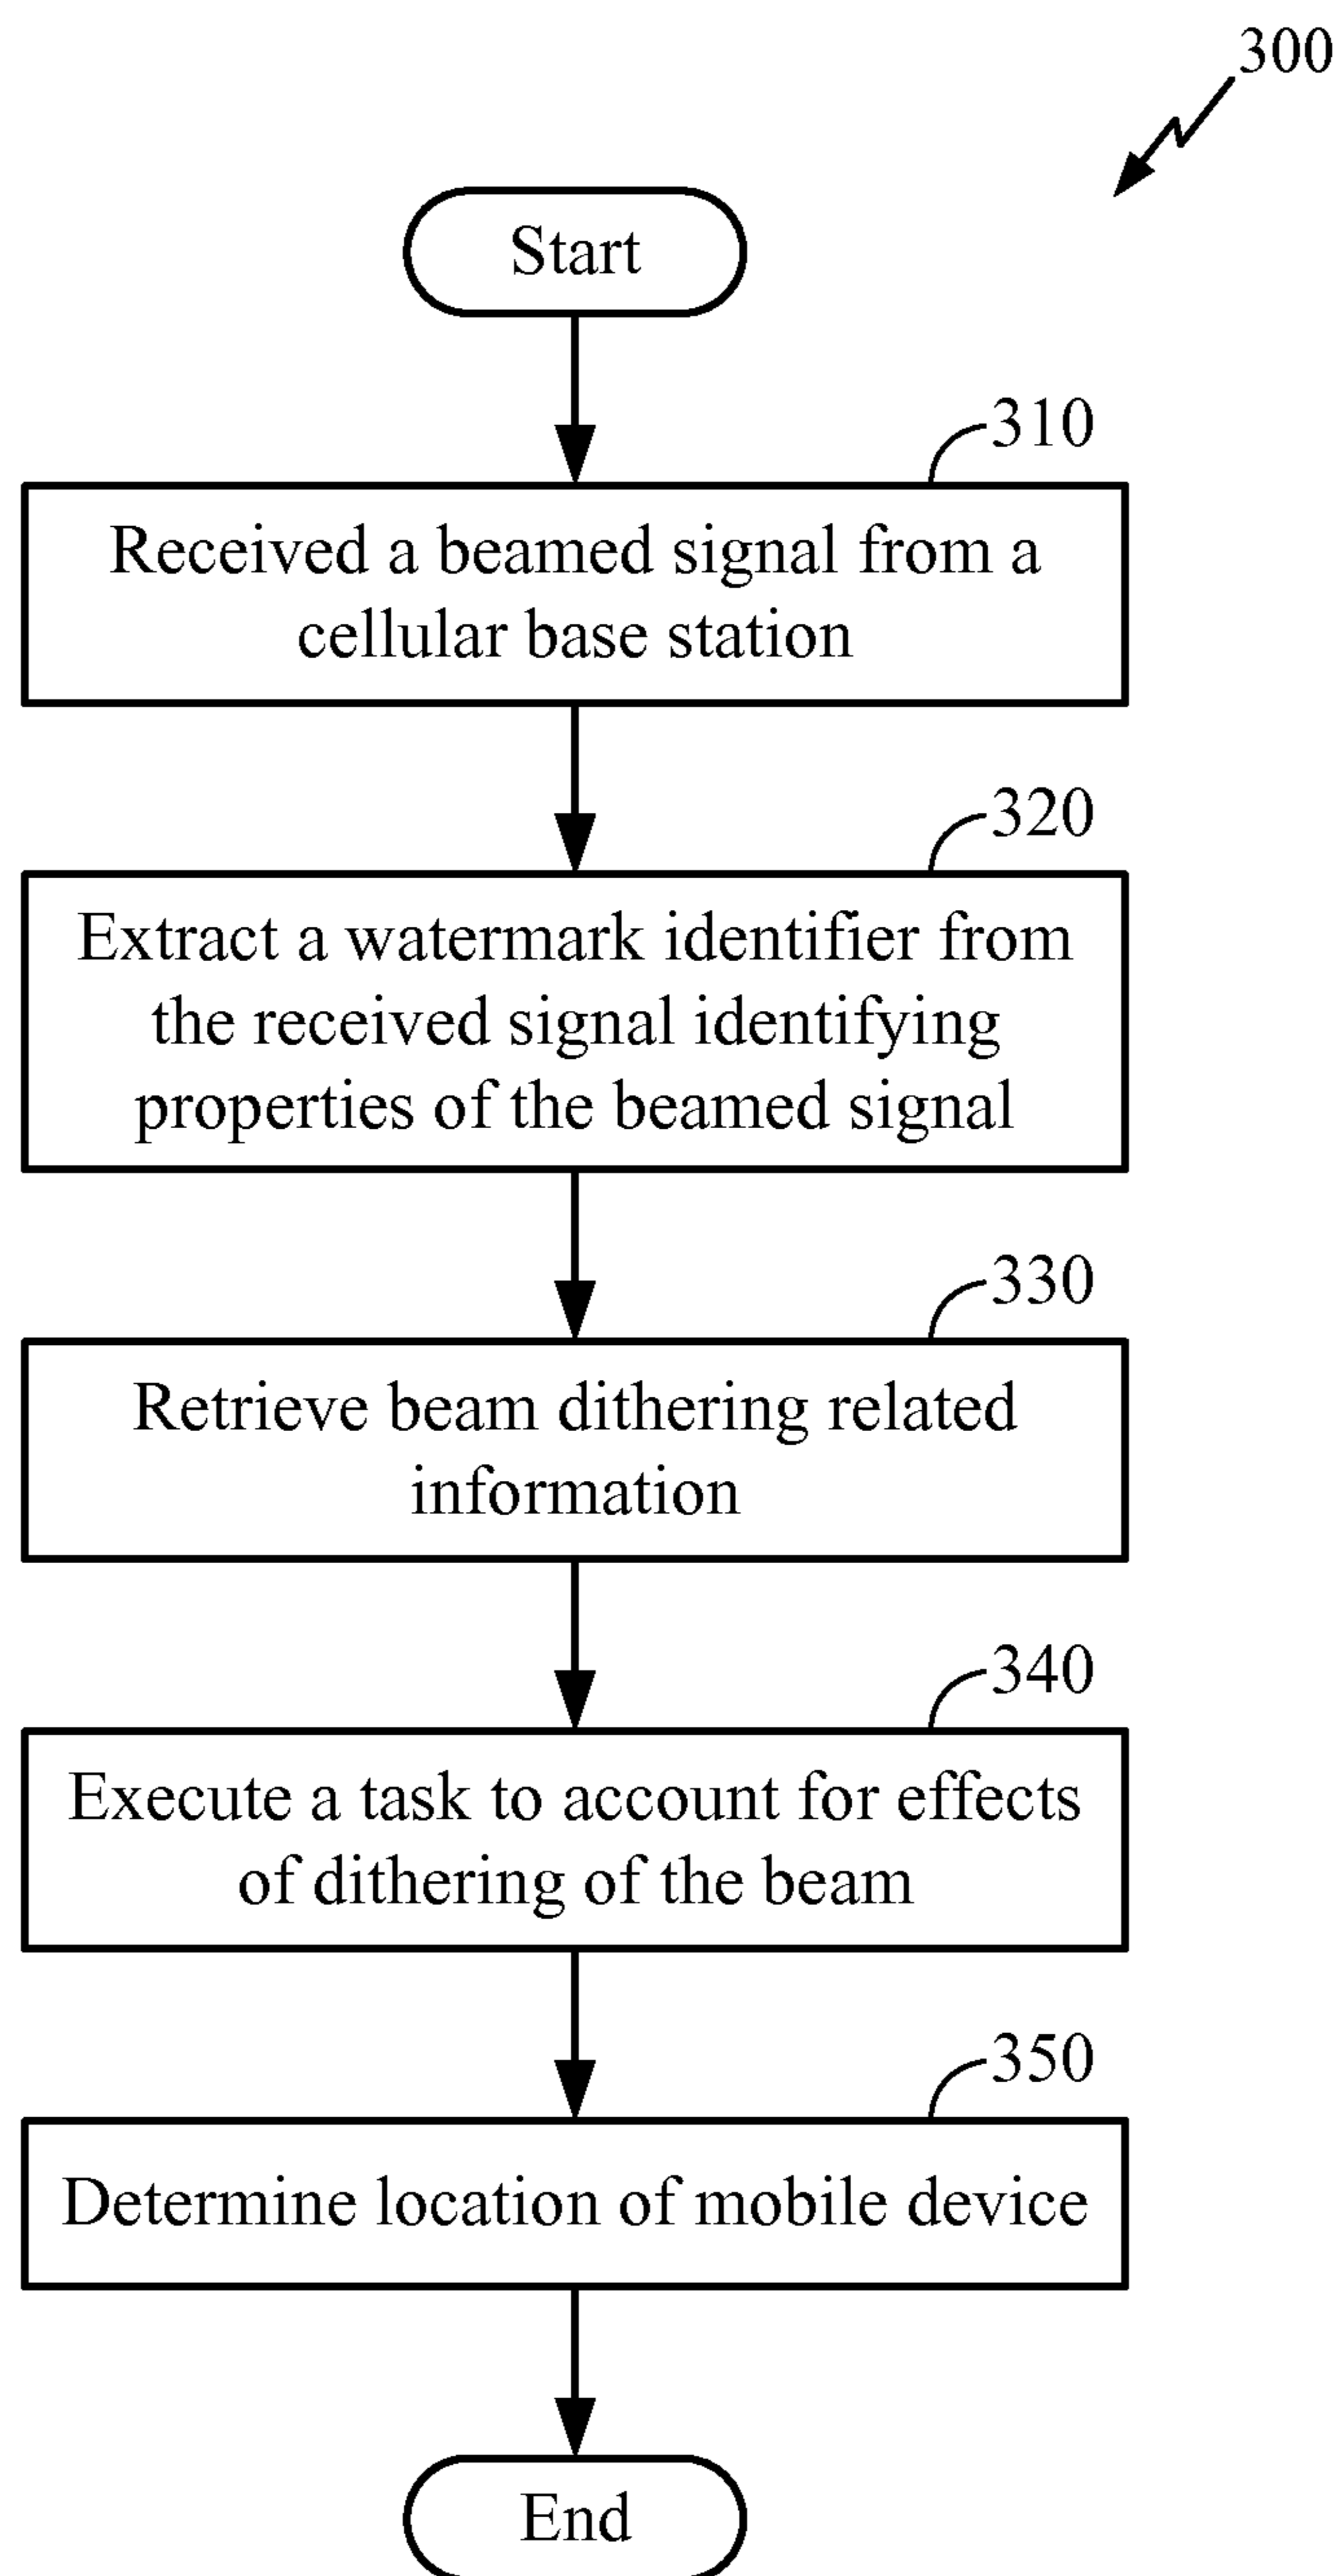 300
Start
310
Received a beamed signal from a
cellular base station
320
Extract a watermark identifier from
the received signal identifying
properties of the beamed signal
330
Retrieve beam dithering related
information
340
Execute a task to account for effects
of dithering of the beam
350
Determine location of mobile device
End